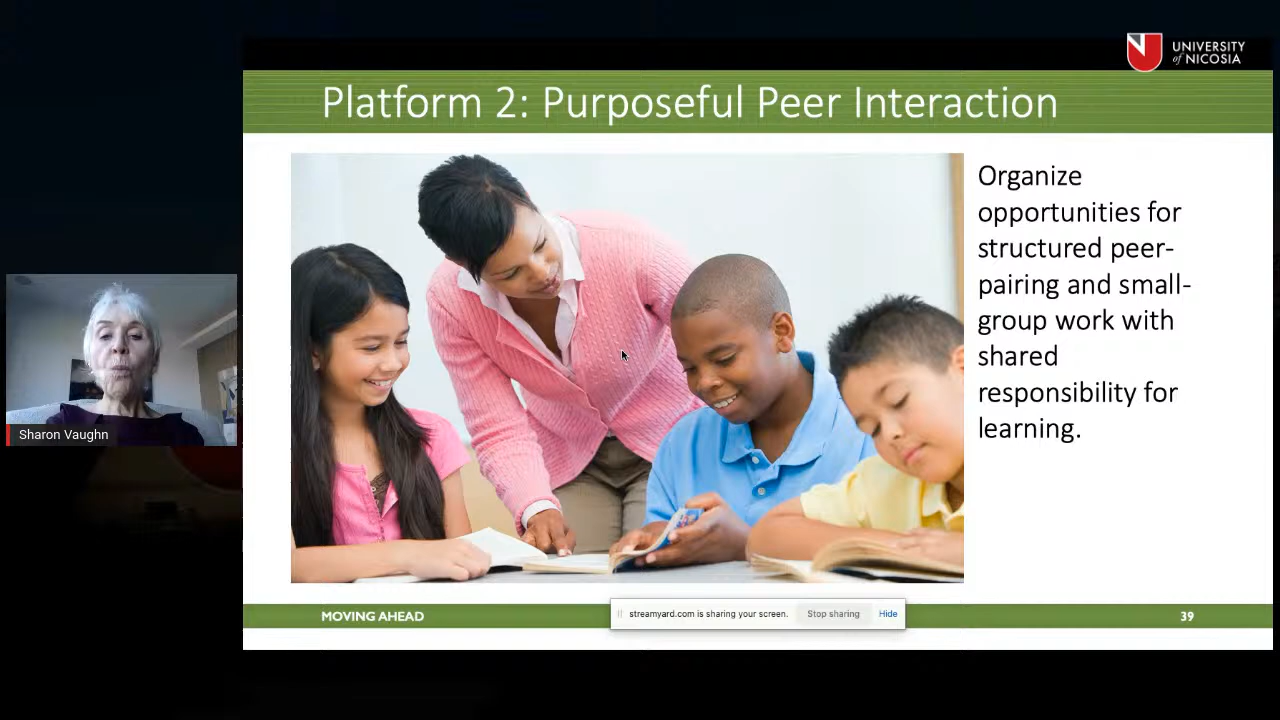 UNIVERSITY
of NICOSIA
Platform 2: Purposeful Peer Interaction
Organize
opportunities for
structured peer-
pairing and small-
group work with
shared
responsibility for
learning.
Sharon Vaughn
MOVING AHEAD
streamyard.com is sharing your screen. Stop sharing Hide
39